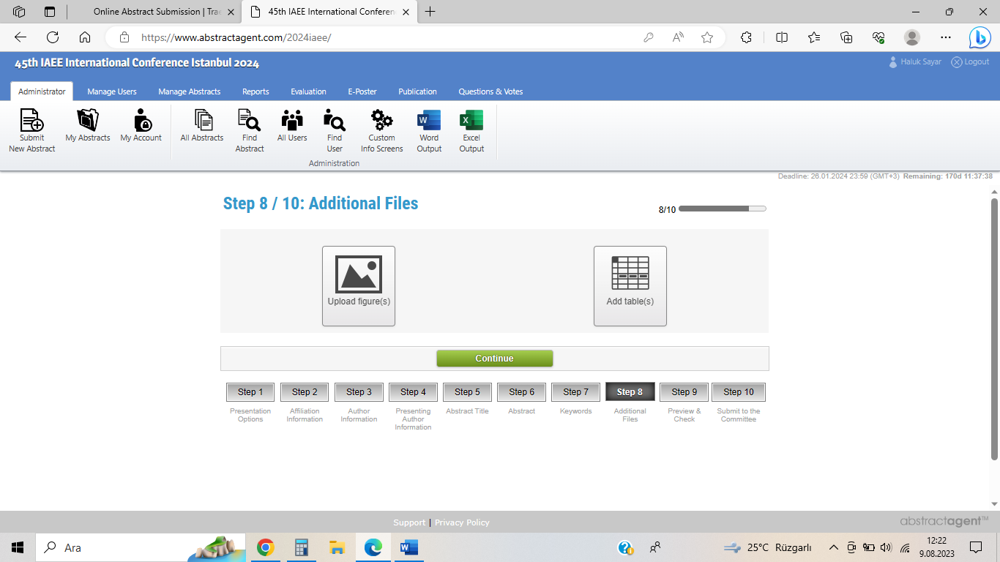 Online Abstract Submission | Trae
45th IAEE International Conferen
https://www.abstractagent.com/2024iaee/
45th IAEE International Conference Istanbul 2024
Haluk Sayar
Logout
Administrator
Manage Users
Manage Abstracts
Reports
Evaluation
E-Poster
Publication
Questions & Votes
Submit
New Abstract
My Abstracts
My Account
All Abstracts
Find
Abstract
All Users
Find
User
Custom
Info Screens
Word
Output
Excel
Output
Administration
Deadline: 26.01.2024 23:59 (GMT+3) Remaining: 170d 11:37:38
Step 8 / 10: Additional Files
8/10
Upload figure(s)
Add table(s)
Continue
Step 1
Step 2
Step 3
Step 4
Step 5
Step 6
Step 7
Step 8
Step 9
Step 10
Presentation
Options
Affiliation
Information
Author
Information
Presenting
Author
Information
Abstract Title
Abstract
Keywords
Additional
Files
Preview &
Check
Submit to the
Committee
Support | Privacy Policy
abstractagent™
Ara
25°C Rüzgarlı
12:22
9.08.2023